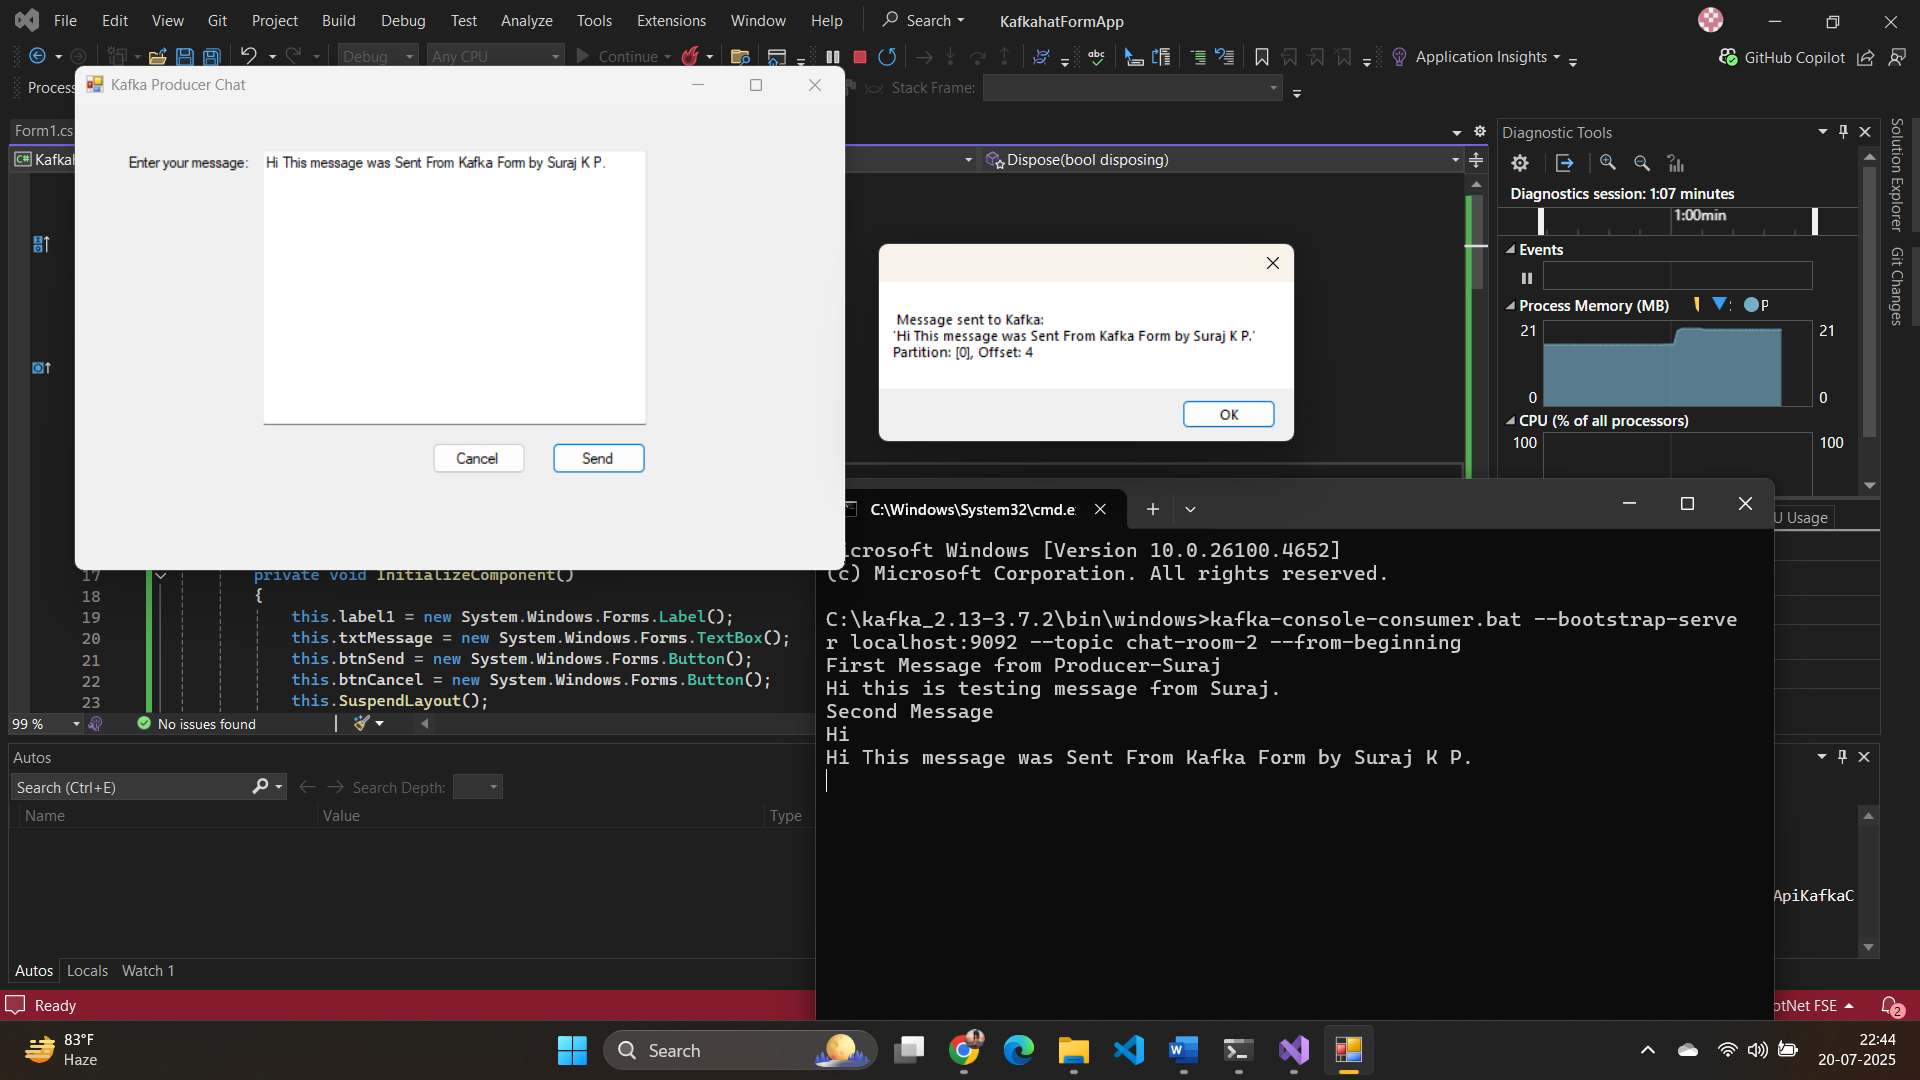 File Edit View Git Project Build Debug Test Analyze Tools Extensions Window Help Search KafkahatFormApp
Debug Any CPU Continue Application Insights GitHub Copilot
Process Stack Frame:
Kafka Producer Chat
Enter your message: Hi This message was Sent From Kafka Form by Suraj K P.
Cancel Send
Form1.cs
Kafkah
Dispose(bool disposing)
Message sent to Kafka:
'Hi This message was Sent From Kafka Form by Suraj K P.'
Partition: [0], Offset: 4
OK
Diagnostic Tools
Diagnostics session: 1:07 minutes
1:00min
Events
Process Memory (MB) P
21 21
0 0
CPU (% of all processors)
100 100
U Usage
Solution Explorer
Git Changes
17 private void InitializeComponent()
18 {
19 this.label1 = new System.Windows.Forms.Label();
20 this.txtMessage = new System.Windows.Forms.TextBox();
21 this.btnSend = new System.Windows.Forms.Button();
22 this.btnCancel = new System.Windows.Forms.Button();
23 this.SuspendLayout();
99 % No issues found
C:\Windows\System32\cmd.e
icrosoft Windows [Version 10.0.26100.4652]
(c) Microsoft Corporation. All rights reserved.
C:\kafka_2.13-3.7.2\bin\windows>kafka-console-consumer.bat --bootstrap-serve
r localhost:9092 --topic chat-room-2 --from-beginning
First Message from Producer-Suraj
Hi this is testing message from Suraj.
Second Message
Hi
Hi This message was Sent From Kafka Form by Suraj K P.
Autos
Search (Ctrl+E) Search Depth:
Name Value Type
Autos Locals Watch 1
ApiKafkaC
Ready
otNet FSE
2
83°F
Haze
Search
22:44
20-07-2025